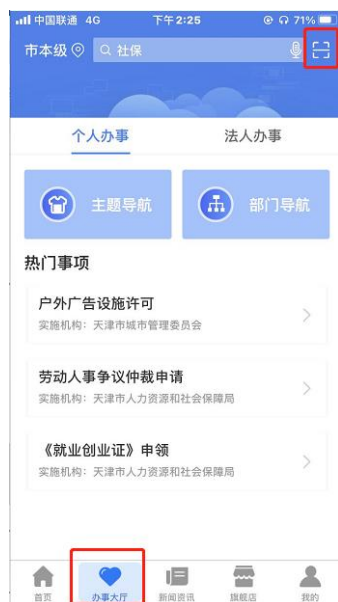 中国联通 4G 下午2:25 71%
市本级 社保
个人办事 法人办事
主题导航 部门导航
热门事项
户外广告设施许可
实施机构：天津市城市管理委员会
劳动人事争议仲裁申请
实施机构：天津市人力资源和社会保障局
《就业创业证》申领
实施机构：天津市人力资源和社会保障局
首页 办事大厅 新闻资讯 旗舰店 我的